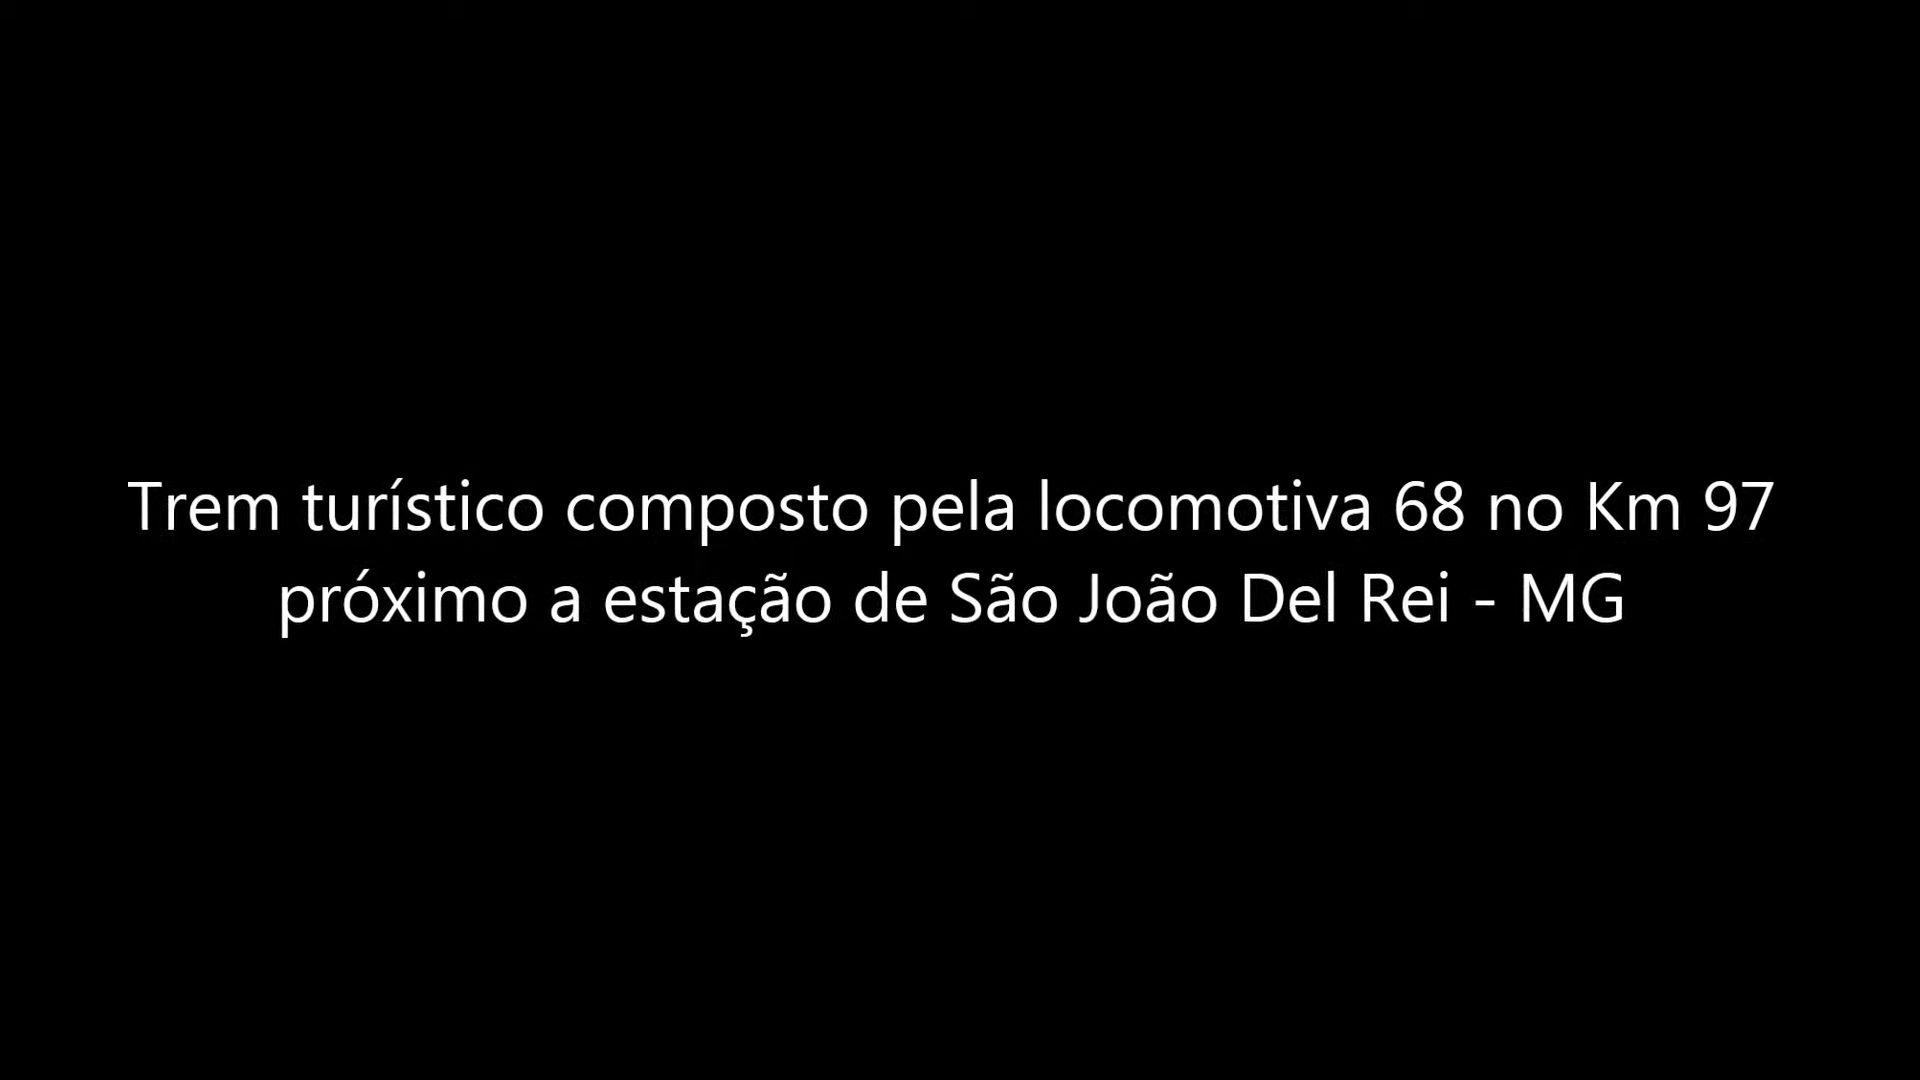 Trem turístico composto pela locomotiva 68 no Km 97
próximo a estação de São João Del Rei - MG